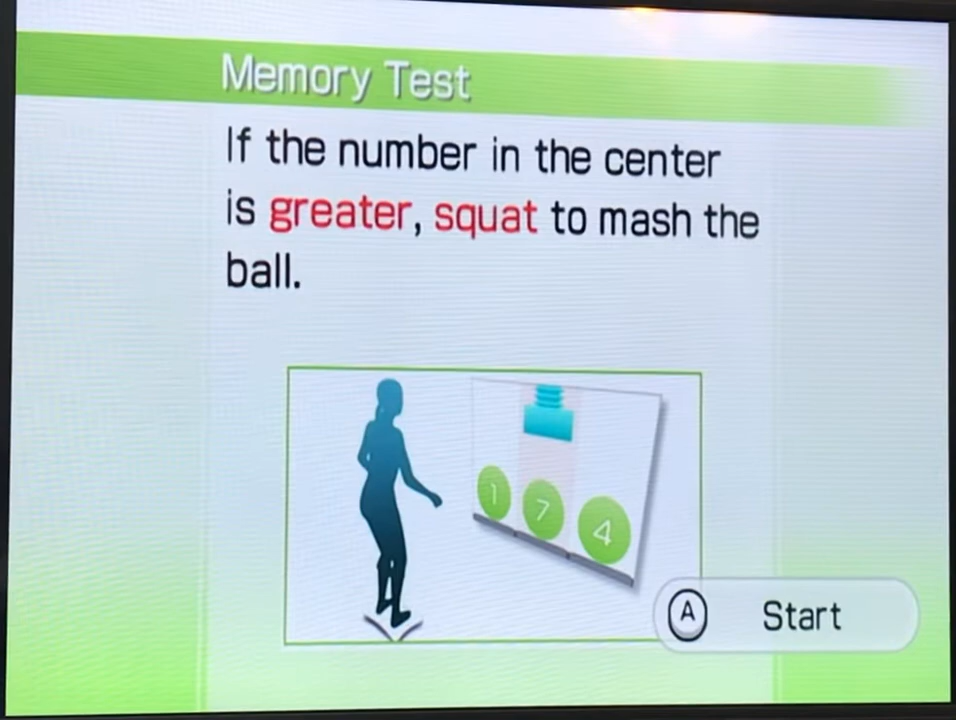 Memory Test
If the number in the center
is greater, squat to mash the
ball.
1 7 4
A Start